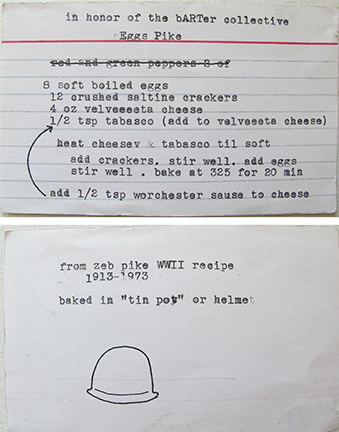 in honor of the bARTer collective
Eggs Pike
red and green peppers 2 of
8 soft boiled eggs
12 crushed saltine crackers
4 oz velveeeta cheese
1/2 tsp tabasco (add to velveeeta cheese)
heat cheesev & tabasco til soft
add crackers. stir well. add eggs
stir well . bake at 325 for 20 min
add 1/2 tsp worchester sause to cheese
from zeb pike WWII recipe
1913-1973
baked in "tin pot" or helmet